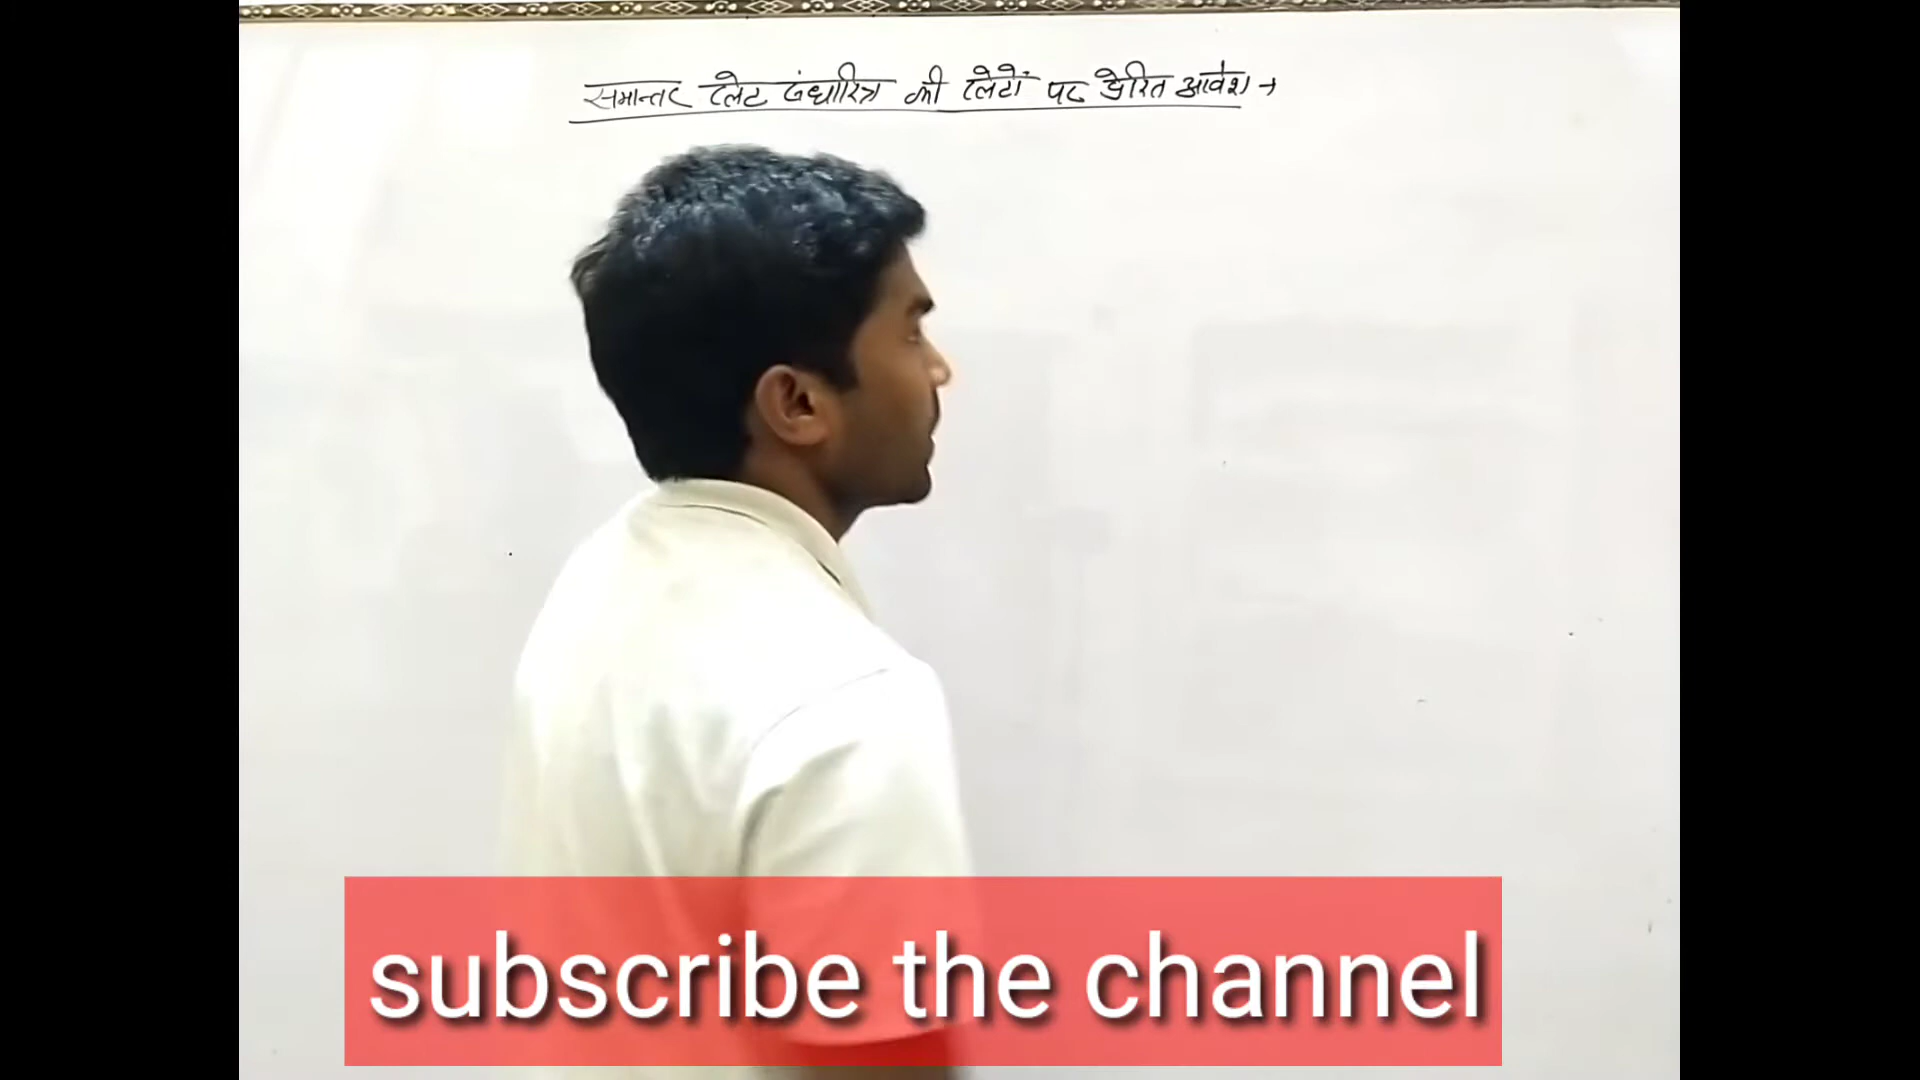 समान्तर प्लेट संधारित्र की प्लेटों पर प्रेरित आवेश →
subscribe the channel